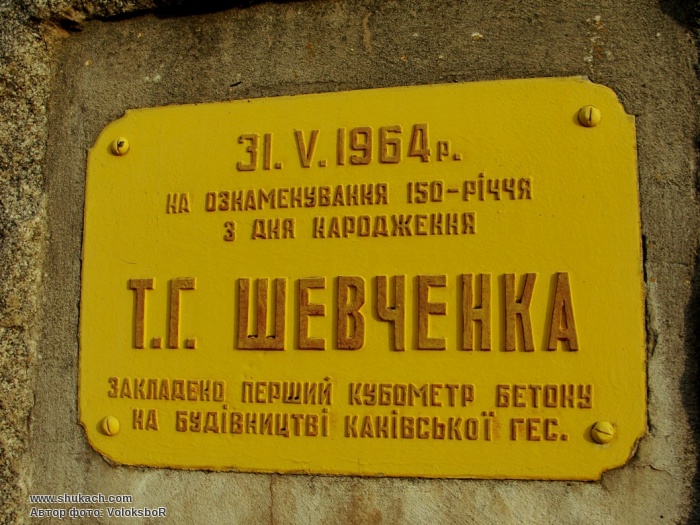 31.V.1964 р.
НА ОЗНАМЕНУВАННЯ 150-РІЧЧЯ
З ДНЯ НАРОДЖЕННЯ
Т.Г. ШЕВЧЕНКА
ЗАКЛАДЕНО ПЕРШИЙ КУБОМЕТР БЕТОНУ
НА БУДІВНИЦТВІ КАНІВСЬКОЇ ГЕС.
www.shukach.com
Автор фото: VoloksboR